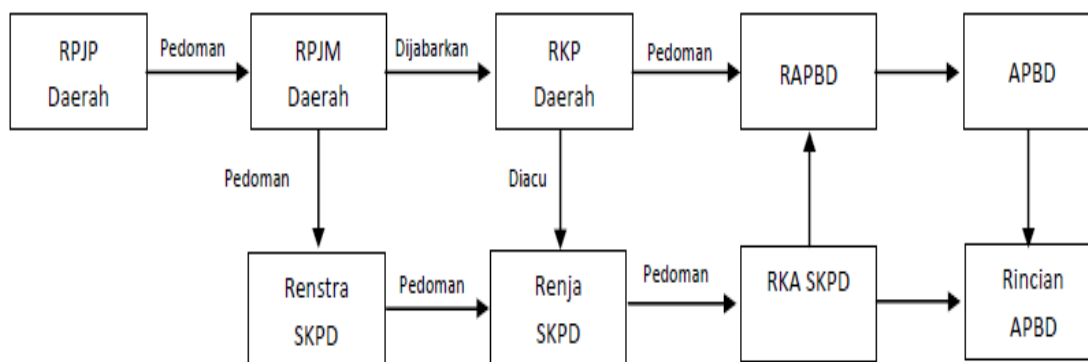 Pedoman
Dijabarkan
Pedoman
RPJP
Daerah
RPJM
Daerah
RKP
Daerah
RAPBD
APBD
Pedoman
Diacu
Renstra
SKPD
Pedoman
Renja
SKPD
Pedoman
RKA SKPD
Rincian
APBD